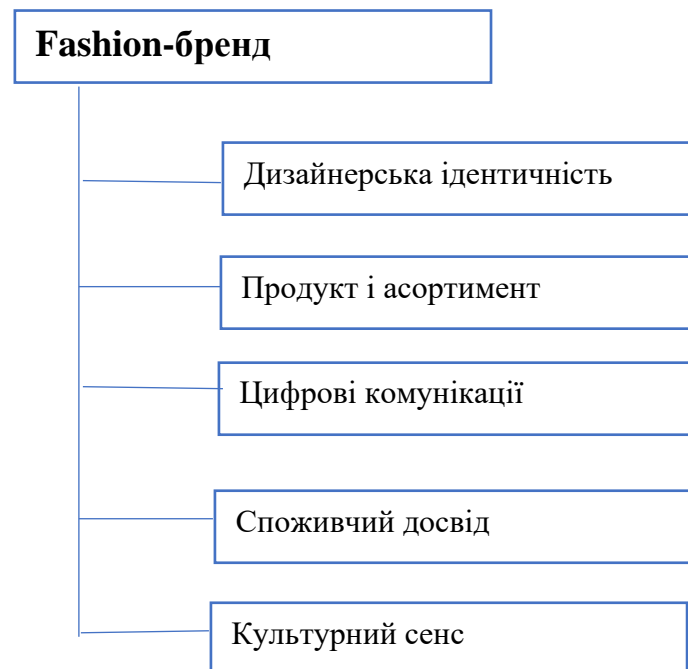 Fashion-бренд
Дизайнерська ідентичність
Продукт і асортимент
Цифрові комунікації
Споживчий досвід
Культурний сенс